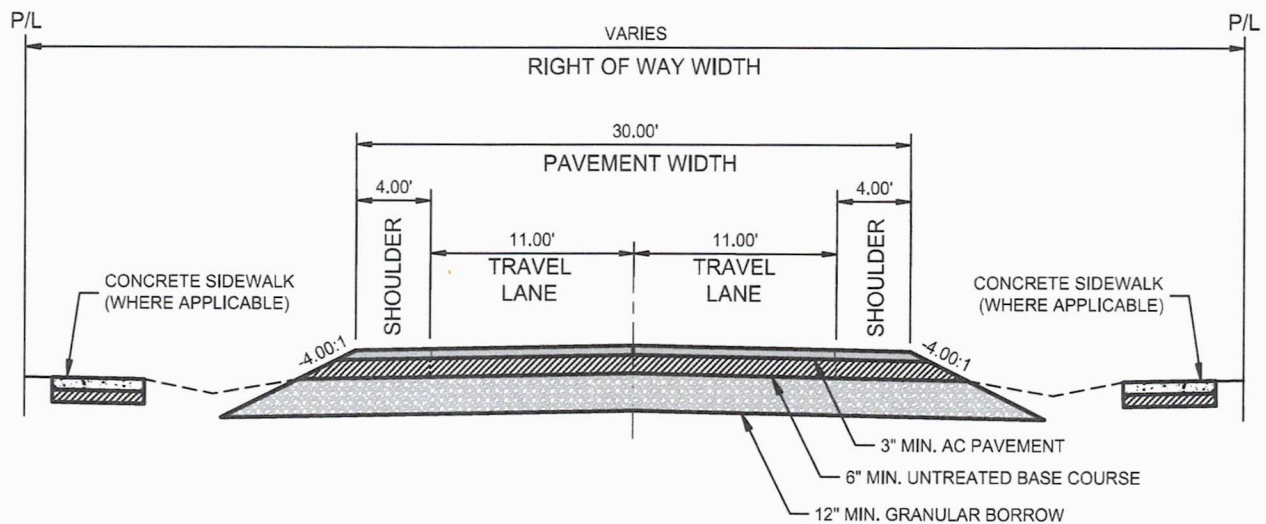 P/L
P/L
VARIES
RIGHT OF WAY WIDTH
30.00'
PAVEMENT WIDTH
4.00'
4.00'
SHOULDER
SHOULDER
11.00'
TRAVEL
LANE
11.00'
TRAVEL
LANE
CONCRETE SIDEWALK
(WHERE APPLICABLE)
CONCRETE SIDEWALK
(WHERE APPLICABLE)
-4.00:1
-4.00:1
3" MIN. AC PAVEMENT
6" MIN. UNTREATED BASE COURSE
12" MIN. GRANULAR BORROW